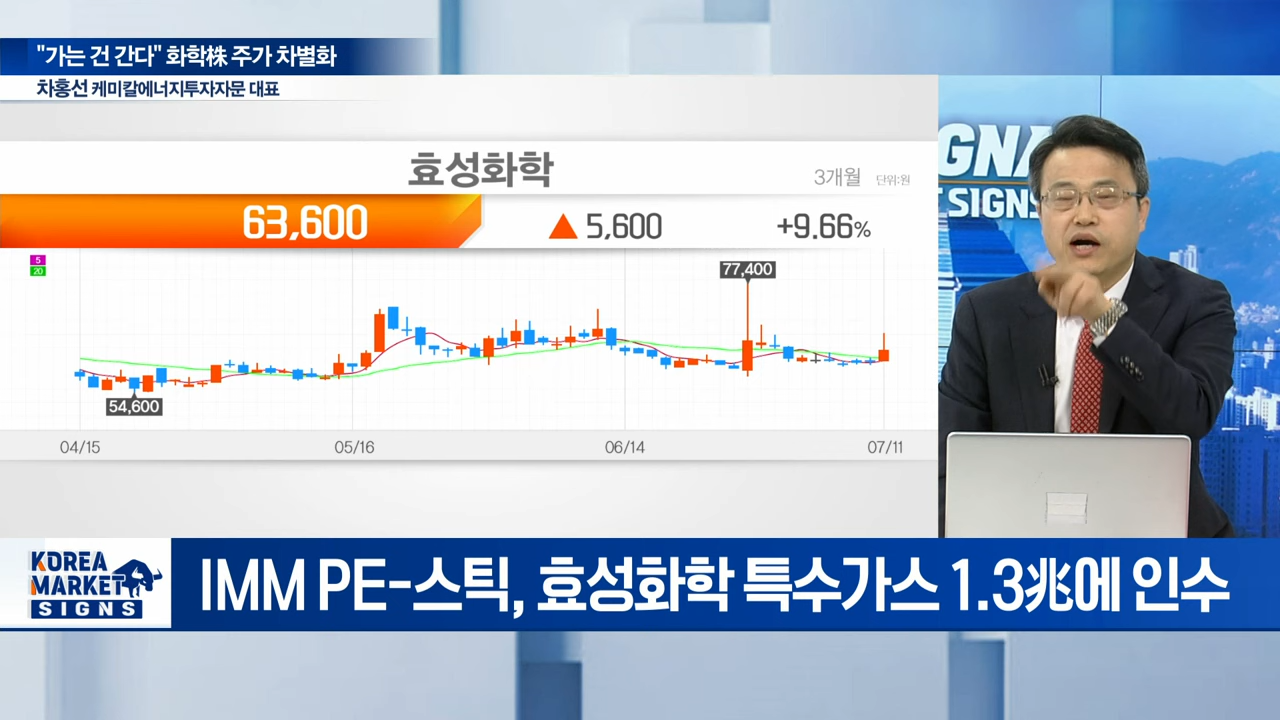 "가는 건 간다" 화학株 주가 차별화
차홍선 케미칼에너지투자자문 대표
효성화학
3개월 단위:원
63,600 ▲ 5,600 +9.66%
5
20
77,400
54,600
04/15 05/16 06/14 07/11
SIGNS
KOREA
MARKET
SIGNS
IMM PE-스틱, 효성화학 특수가스 1.3兆에 인수